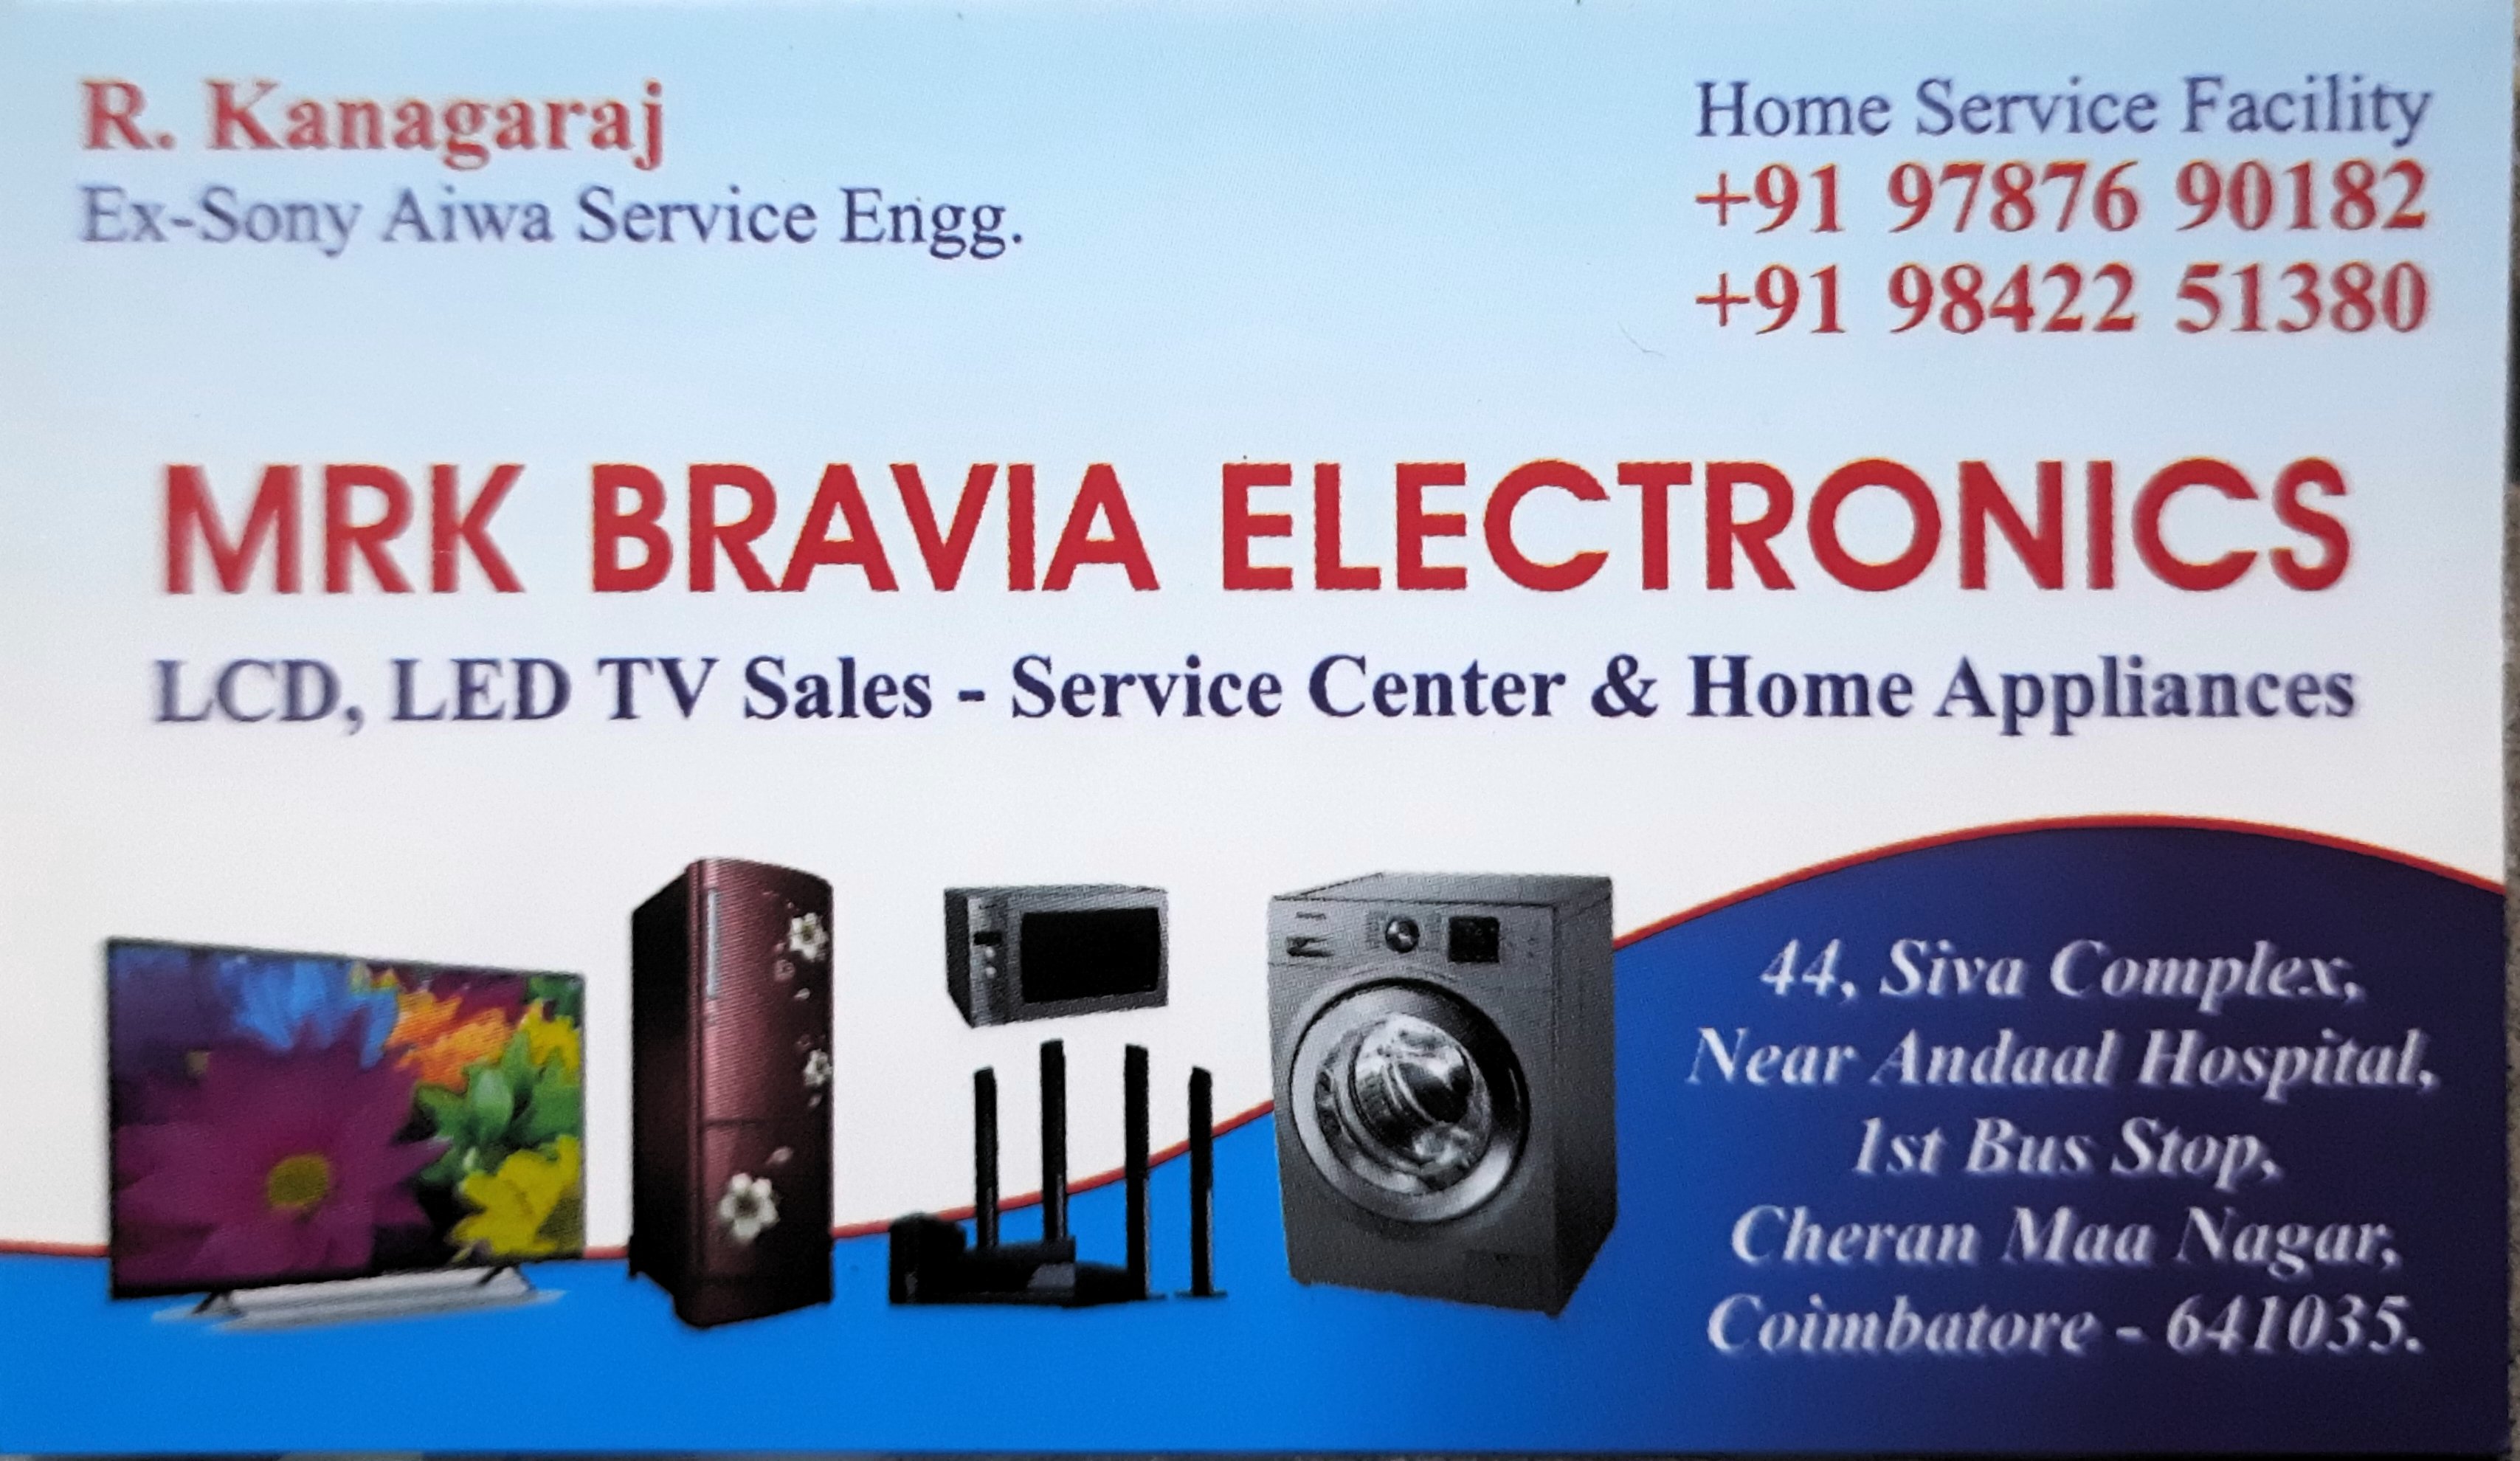 R. Kanagaraj
Ex-Sony Aiwa Service Engg.
Home Service Facility
+91 97876 90182
+91 98422 51380
MRK BRAVIA ELECTRONICS
LCD, LED TV Sales - Service Center & Home Appliances
44, Siva Complex,
Near Andaal Hospital,
1st Bus Stop,
Cheran Maa Nagar,
Coimbatore - 641035.